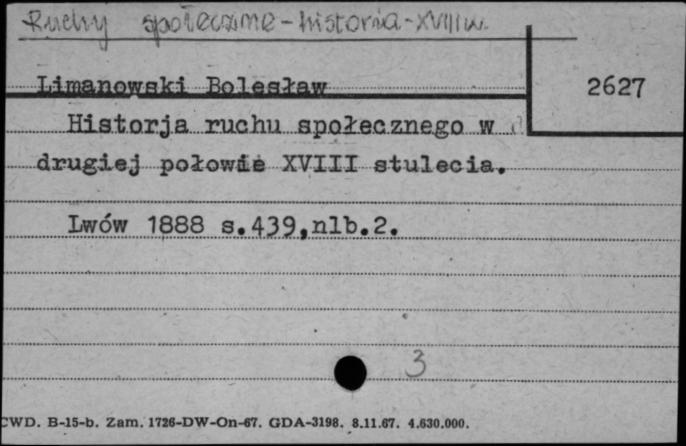 Ruchy społeczne - historia - XVIII w.
Limanowski Bolesław
2627
Historja ruchu społecznego w
drugiej połowie XVIII stulecia.
Lwów 1888 s.439,nlb.2.
3
CWD. B-15-b. Zam. 1726-DW-On-67. GDA-3198. 8.11.67. 4.630.000.